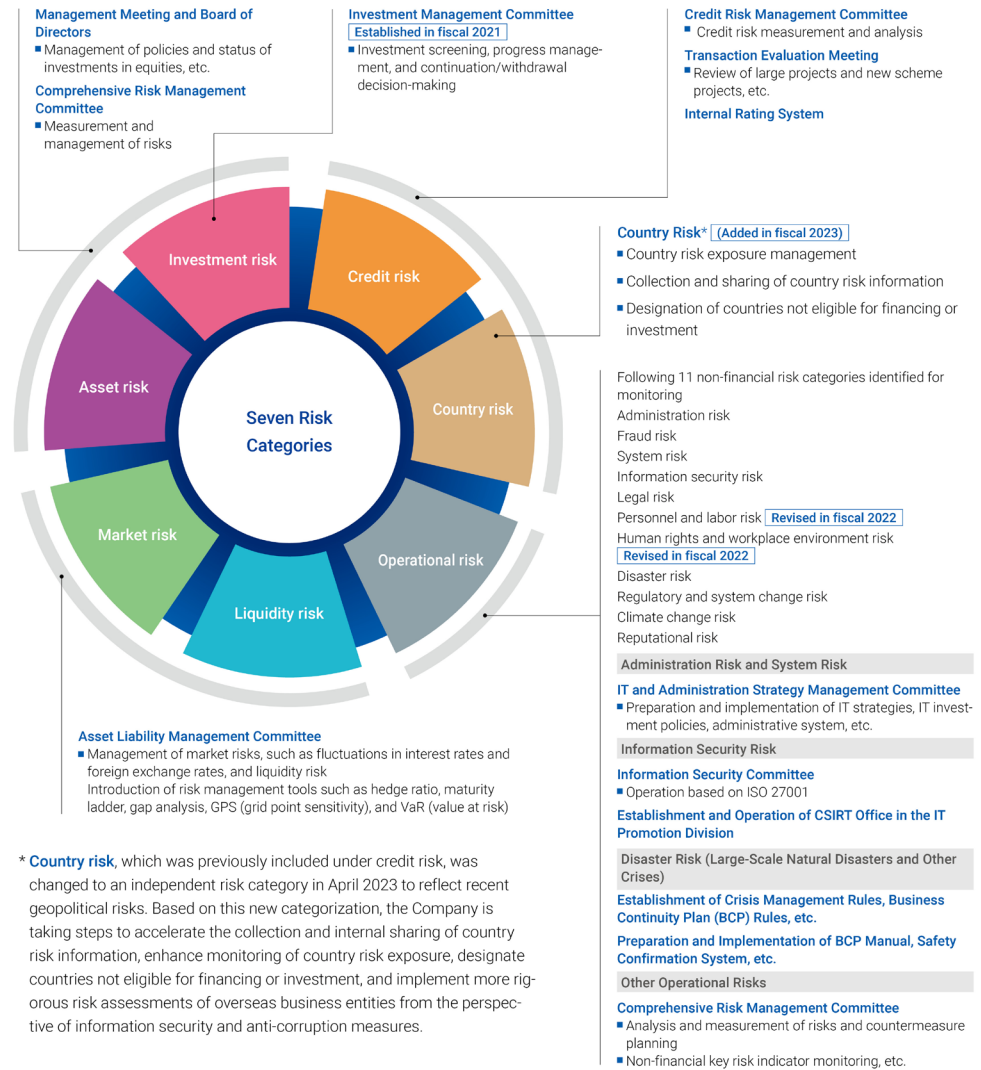 Management Meeting and Board of
Directors
■ Management of policies and status of
investments in equities, etc.
Comprehensive Risk Management
Committee
■ Measurement and
management of risks
Investment Management Committee
Established in fiscal 2021
■ Investment screening, progress manage-
ment, and continuation/withdrawal
decision-making
Credit Risk Management Committee
■ Credit risk measurement and analysis
Transaction Evaluation Meeting
■ Review of large projects and new scheme
projects, etc.
Internal Rating System
Investment risk
Credit risk
Asset risk
Country risk
Seven Risk
Categories
Market risk
Operational risk
Liquidity risk
Country Risk* (Added in fiscal 2023)
■ Country risk exposure management
■ Collection and sharing of country risk information
■ Designation of countries not eligible for financing or
investment
Following 11 non-financial risk categories identified for
monitoring
Administration risk
Fraud risk
System risk
Information security risk
Legal risk
Personnel and labor risk Revised in fiscal 2022
Human rights and workplace environment risk
Revised in fiscal 2022
Disaster risk
Regulatory and system change risk
Climate change risk
Reputational risk
Administration Risk and System Risk
IT and Administration Strategy Management Committee
■ Preparation and implementation of IT strategies, IT invest-
ment policies, administrative system, etc.
Information Security Risk
Information Security Committee
■ Operation based on ISO 27001
Establishment and Operation of CSIRT Office in the IT
Promotion Division
Disaster Risk (Large-Scale Natural Disasters and Other
Crises)
Establishment of Crisis Management Rules, Business
Continuity Plan (BCP) Rules, etc.
Preparation and Implementation of BCP Manual, Safety
Confirmation System, etc.
Other Operational Risks
Comprehensive Risk Management Committee
■ Analysis and measurement of risks and countermeasure
planning
■ Non-financial key risk indicator monitoring, etc.
Asset Liability Management Committee
■ Management of market risks, such as fluctuations in interest rates and
foreign exchange rates, and liquidity risk
Introduction of risk management tools such as hedge ratio, maturity
ladder, gap analysis, GPS (grid point sensitivity), and VaR (value at risk)
* Country risk, which was previously included under credit risk, was
changed to an independent risk category in April 2023 to reflect recent
geopolitical risks. Based on this new categorization, the Company is
taking steps to accelerate the collection and internal sharing of country
risk information, enhance monitoring of country risk exposure, designate
countries not eligible for financing or investment, and implement more rig-
orous risk assessments of overseas business entities from the perspec-
tive of information security and anti-corruption measures.